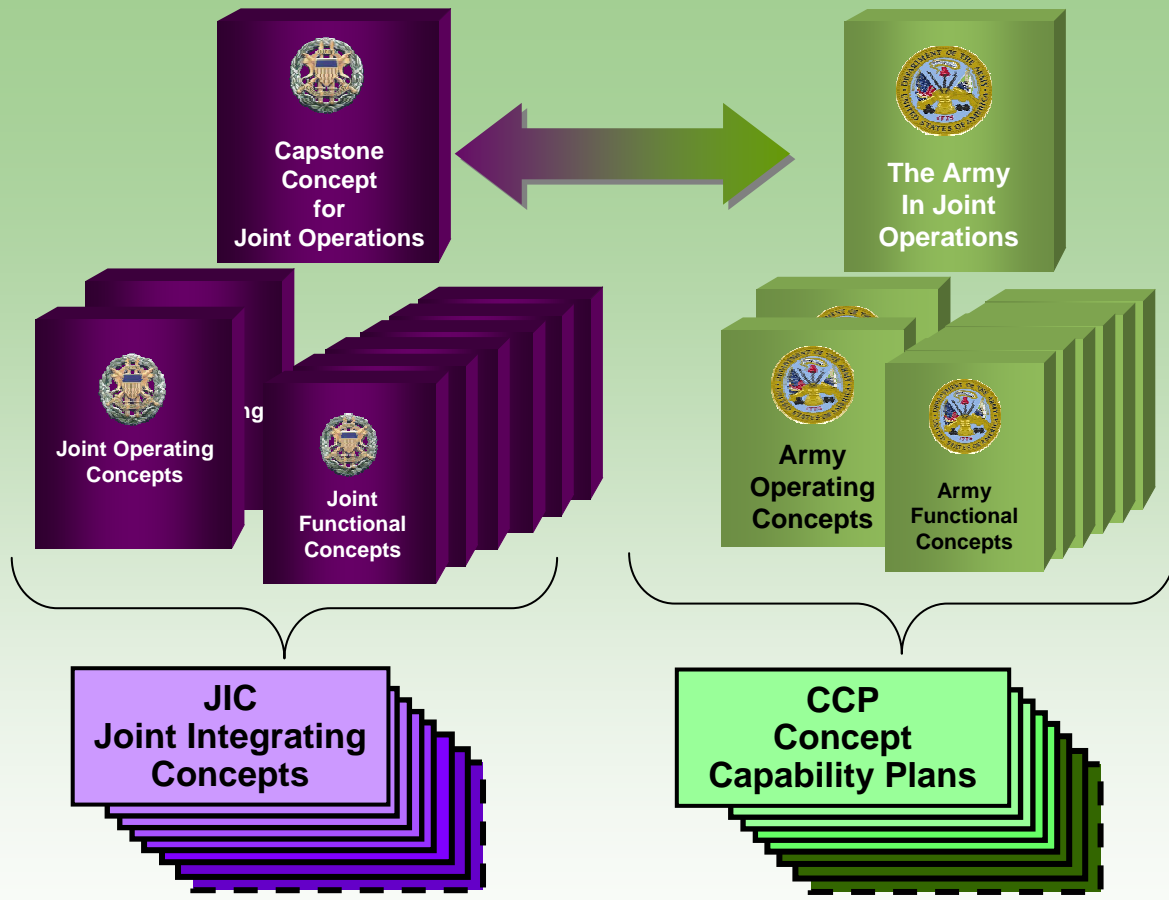 Capstone
Concept
for
Joint Operations
The Army
In Joint
Operations
ng
Joint Operating
Concepts
Joint
Functional
Concepts
Army
Operating
Concepts
Army
Functional
Concepts
JIC
Joint Integrating
Concepts
CCP
Concept
Capability Plans